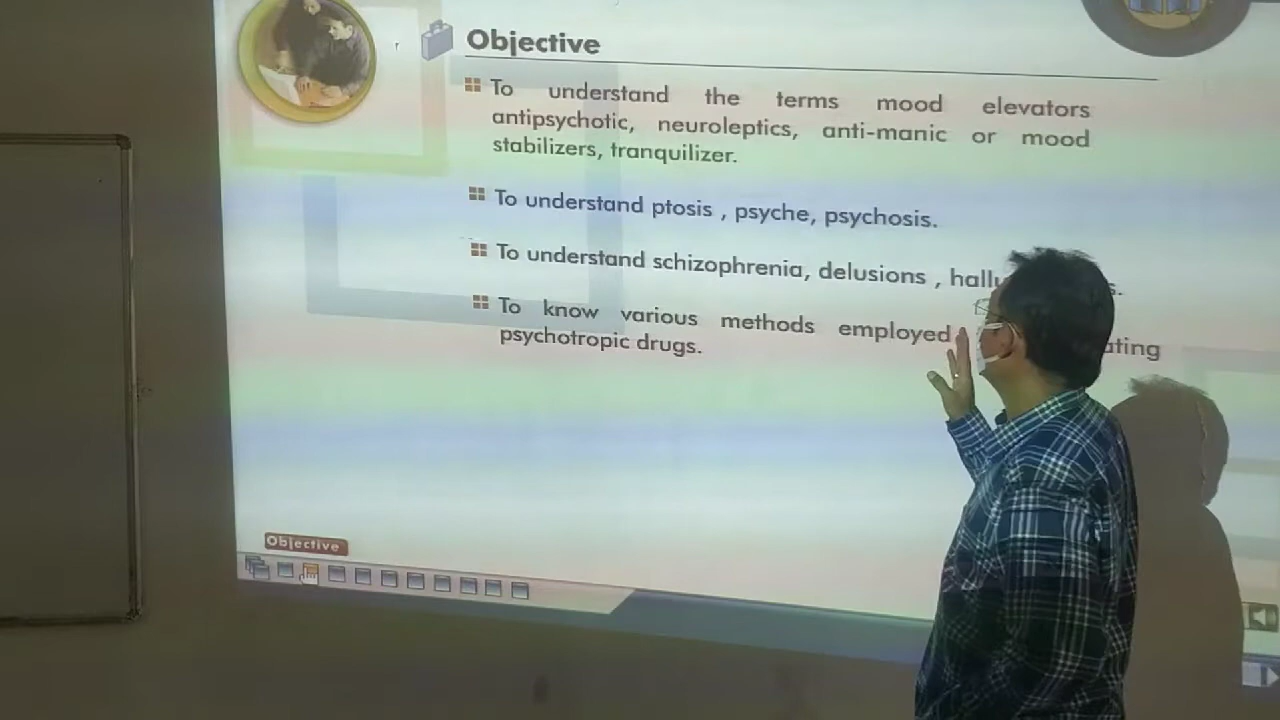 Objective
To understand the terms mood elevators
antipsychotic, neuroleptics, anti-manic or mood
stabilizers, tranquilizer.
To understand ptosis , psyche, psychosis.
To understand schizophrenia, delusions ,
To know various methods employed
psychotropic drugs.
Objective